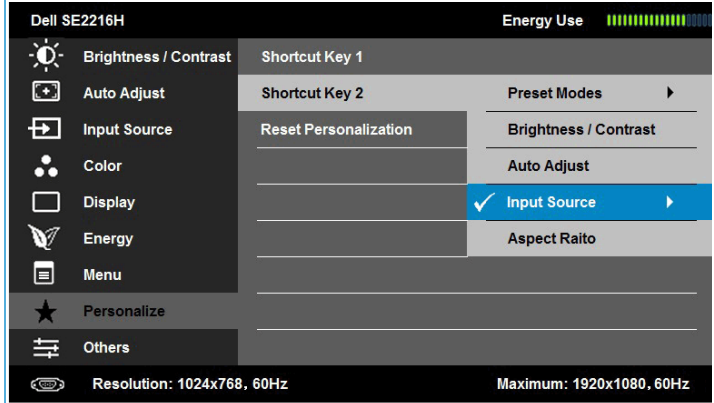 Dell SE2216H Energy Use
Brightness / Contrast Shortcut Key 1
Auto Adjust Shortcut Key 2 Preset Modes
Input Source Reset Personalization Brightness / Contrast
Color Auto Adjust
Display Input Source
Energy Aspect Raito
Menu
Personalize
Others
Resolution: 1024x768, 60Hz Maximum: 1920x1080, 60Hz